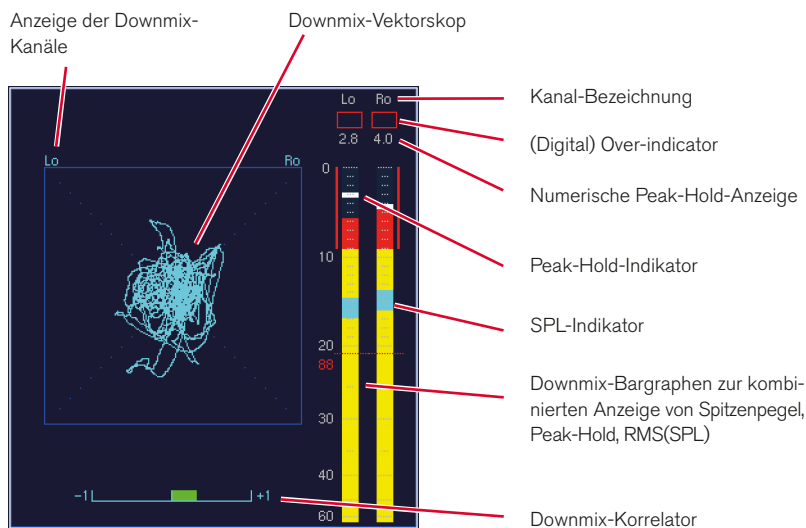 Anzeige der Downmix-
Kanäle
Downmix-Vektorskop
Lo Ro
Kanal-Bezeichnung
(Digital) Over-indicator
2.8 4.0
Numerische Peak-Hold-Anzeige
Lo Ro
0
Peak-Hold-Indikator
10
SPL-Indikator
20
88
Downmix-Bargraphen zur kombi-
nierten Anzeige von Spitzenpegel,
Peak-Hold, RMS(SPL)
30
40
-1 +1
60
Downmix-Korrelator